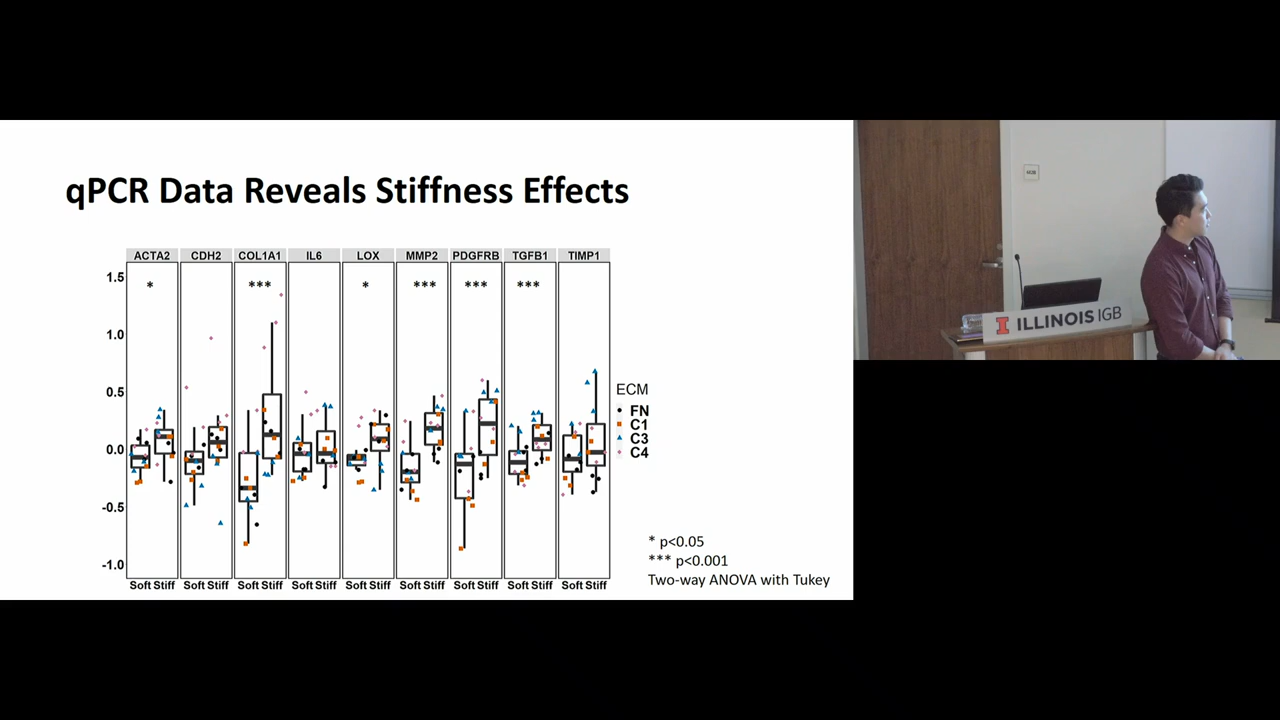 qPCR Data Reveals Stiffness Effects
ACTA2 CDH2 COL1A1 IL6 LOX MMP2 PDGFRB TGFB1 TIMP1
* *** * *** *** ***
1.5
1.0
0.5
0.0
-0.5
-1.0
Soft Stiff Soft Stiff Soft Stiff Soft Stiff Soft Stiff Soft Stiff Soft Stiff Soft Stiff Soft Stiff
ECM
FN
C1
C3
C4
* p<0.05
*** p<0.001
Two-way ANOVA with Tukey
I ILLINOIS IGB